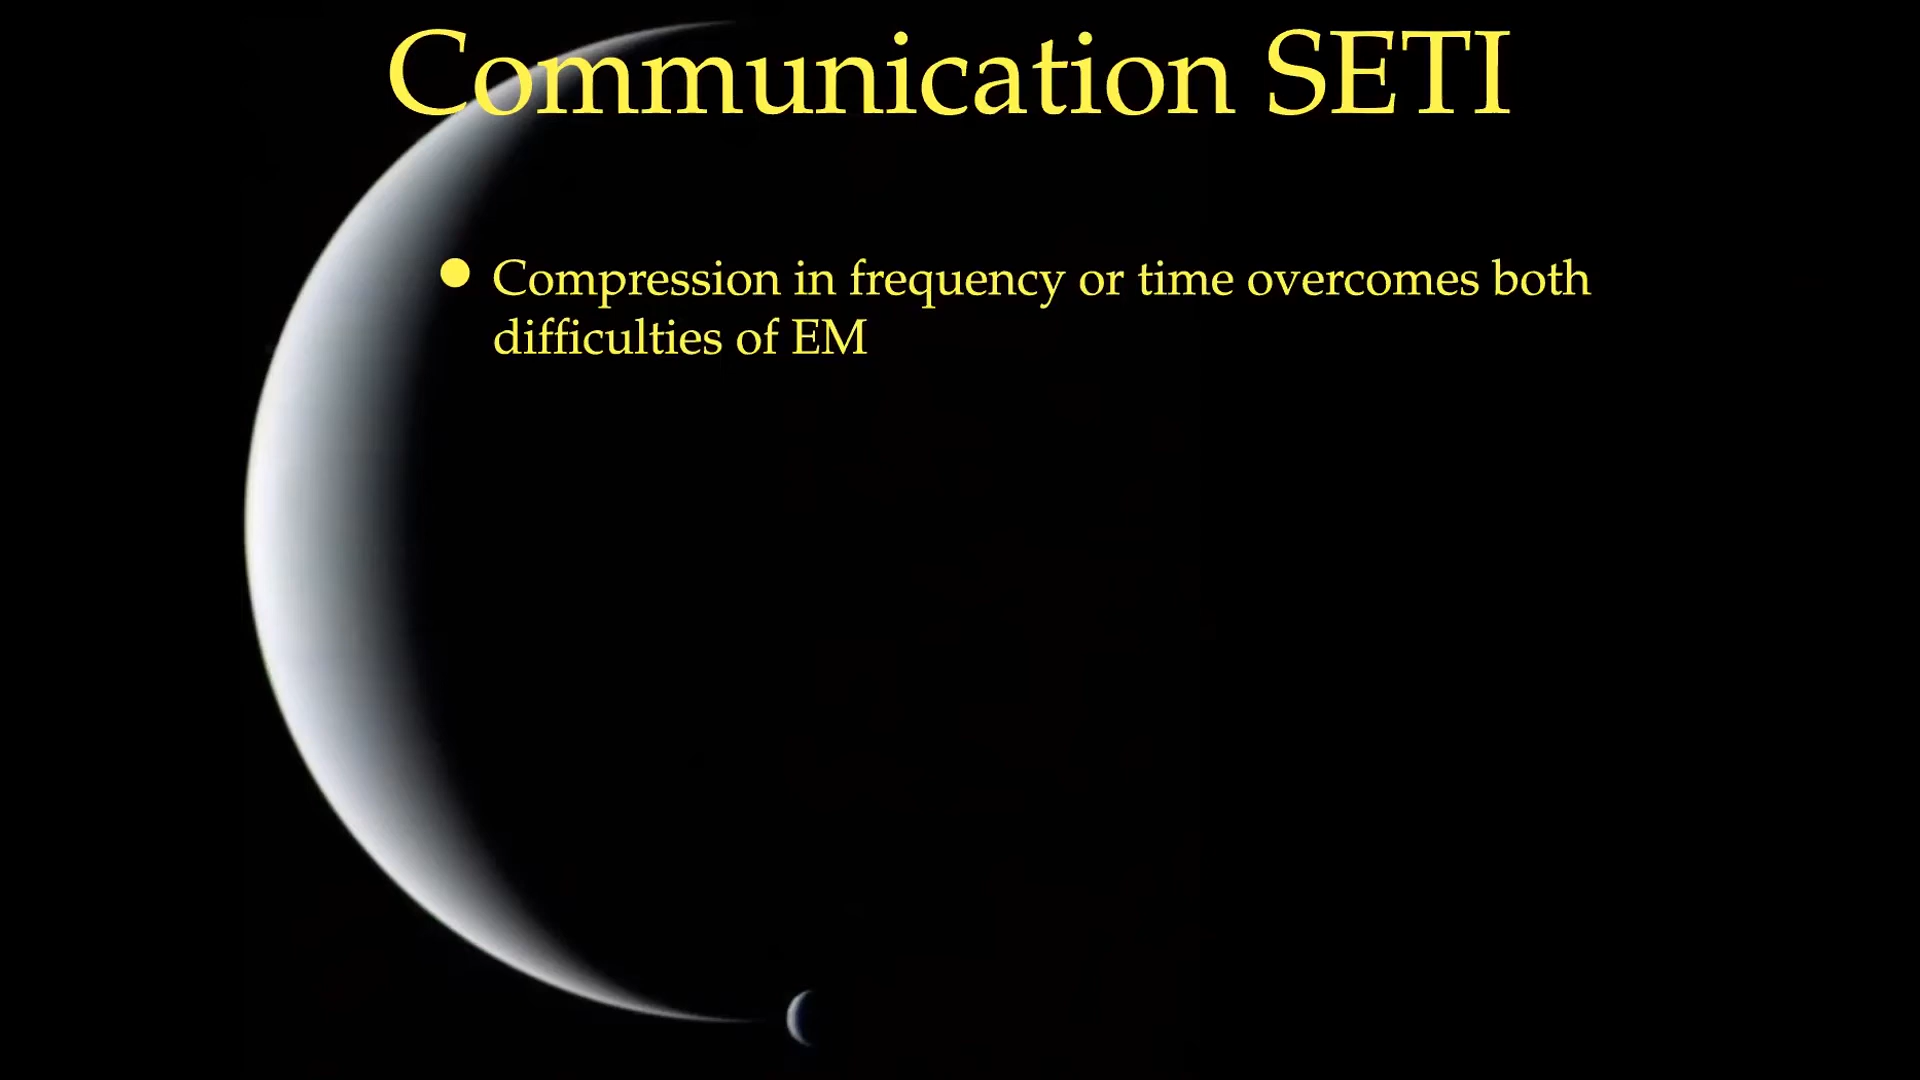 Communication SETI
Compression in frequency or time overcomes both
difficulties of EM